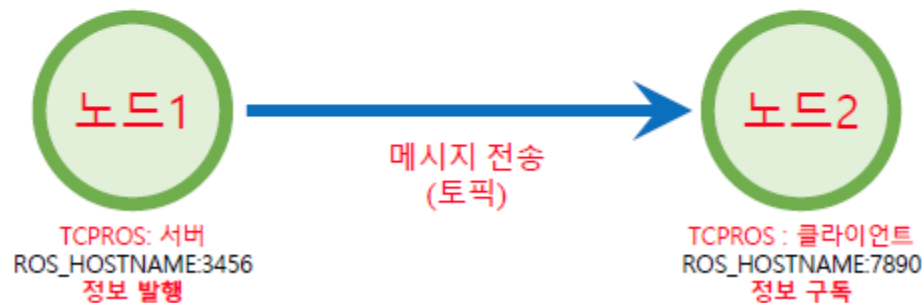 노드1
노드2
메시지 전송
(토픽)
TCPROS: 서버
ROS_HOSTNAME:3456
정보 발행
TCPROS : 클라이언트
ROS_HOSTNAME:7890
정보 구독